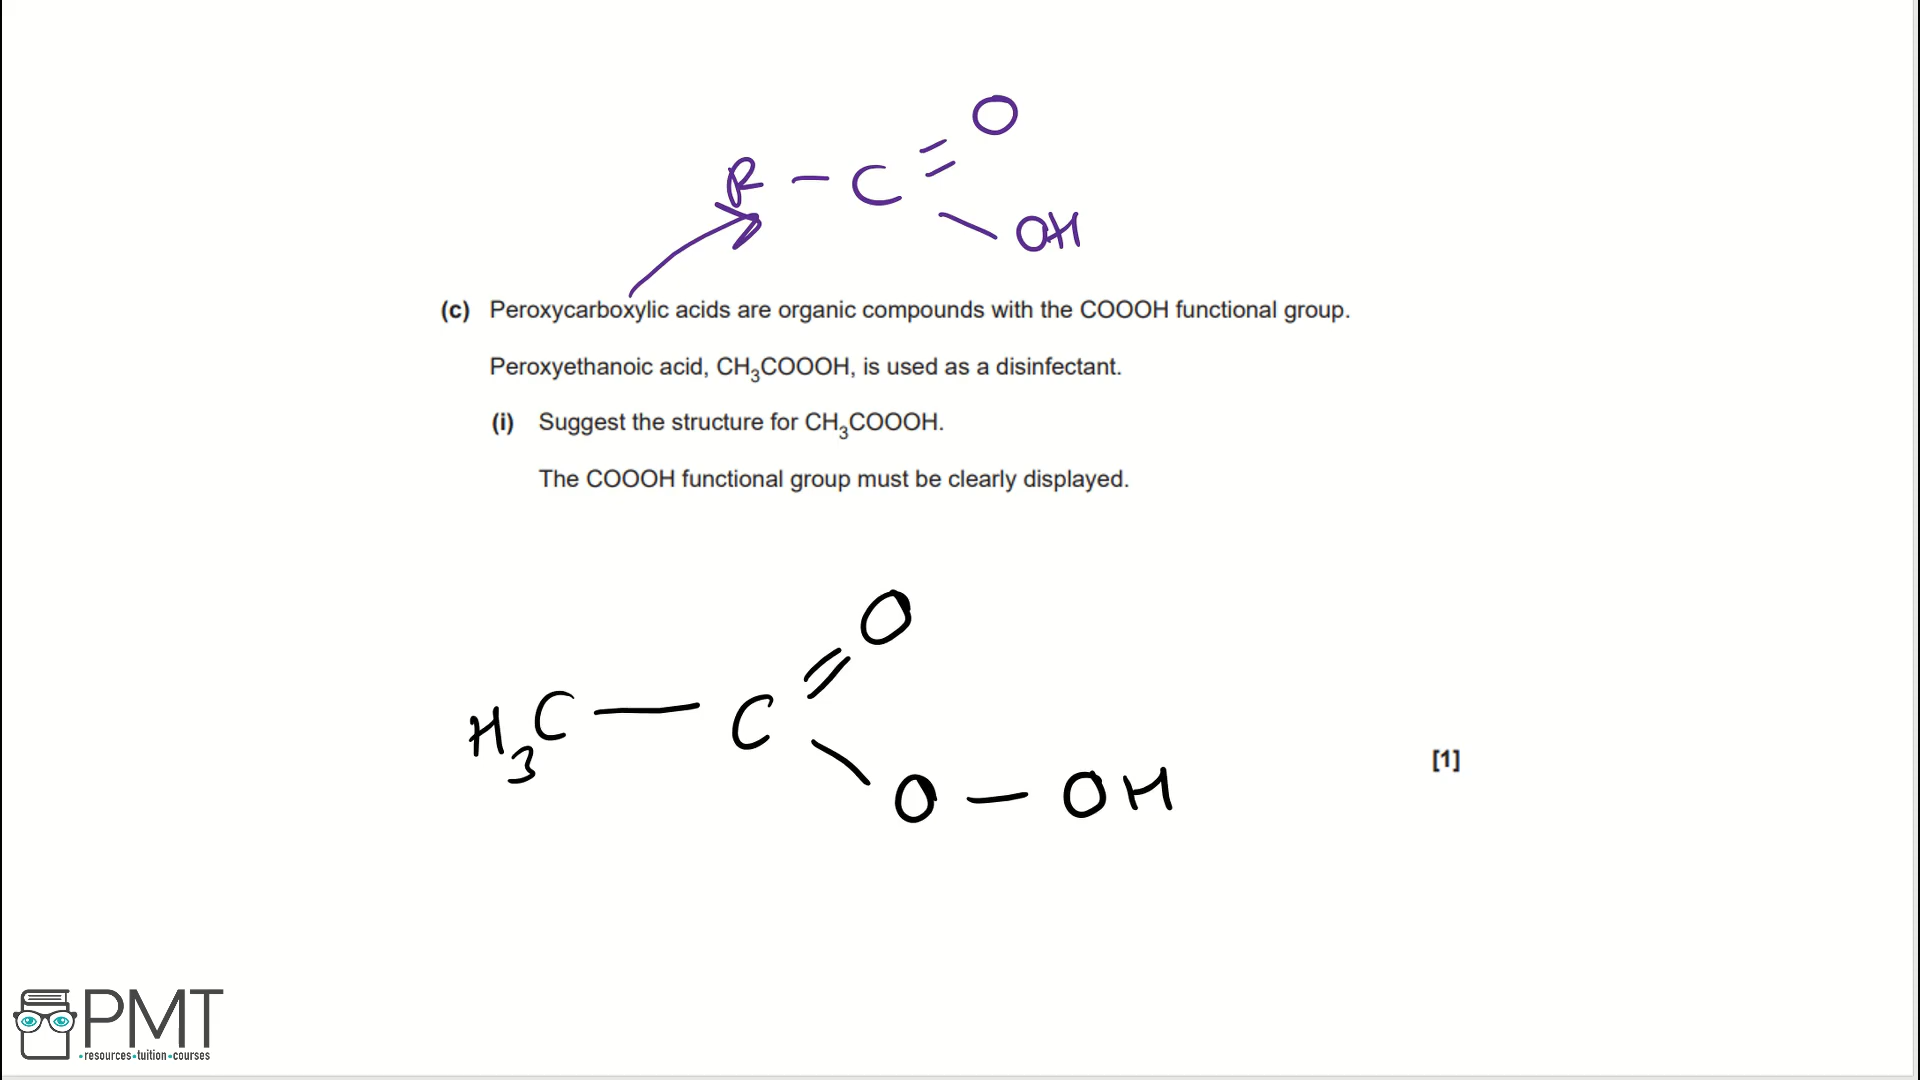 O
R – C =
OH
(c) Peroxycarboxylic acids are organic compounds with the COOOH functional group.
Peroxyethanoic acid, CH₃COOOH, is used as a disinfectant.
(i) Suggest the structure for CH₃COOOH.
The COOOH functional group must be clearly displayed.
O
H₃C — C =
O – OH
[1]
PMT
•resources•tuition•courses